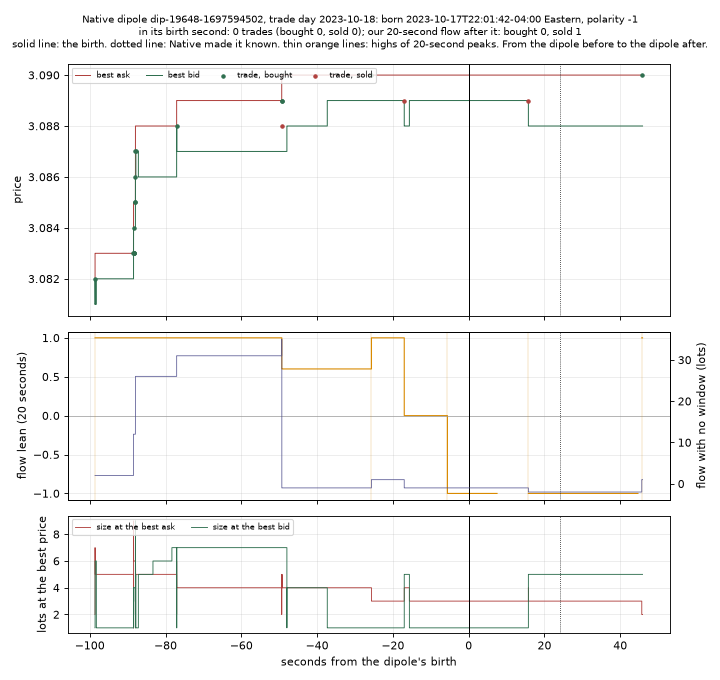 Native dipole dip-19648-1697594502, trade day 2023-10-18: born 2023-10-17T22:01:42-04:00 Eastern, polarity -1
in its birth second: 0 trades (bought 0, sold 0); our 20-second flow after it: bought 0, sold 1
solid line: the birth. dotted line: Native made it known. thin orange lines: highs of 20-second peaks. From the dipole before to the dipole after.
best ask
best bid
trade, bought
trade, sold
3.090
3.088
3.086
3.084
3.082
price
1.0
0.5
0.0
−0.5
−1.0
flow lean (20 seconds)
30
20
10
0
flow with no window (lots)
size at the best ask
size at the best bid
8
6
4
2
lots at the best price
−100
−80
−60
−40
−20
0
20
40
seconds from the dipole's birth